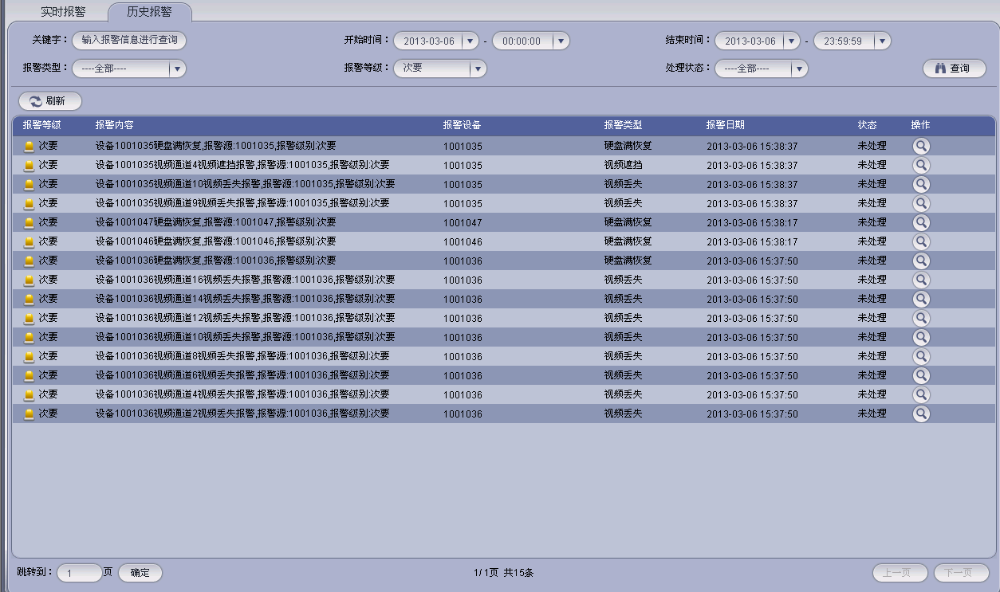 实时报警 历史报警
关键字： 输入报警信息进行查询 开始时间： 2013-03-06 - 00:00:00 结束时间： 2013-03-06 - 23:59:59
报警类型： ----全部---- 报警等级： 次要 处理状态： ----全部---- 查询
刷新
报警等级 报警内容 报警设备 报警类型 报警日期 状态 操作
次要 设备1001035硬盘满恢复,报警源:1001035,报警级别:次要 1001035 硬盘满恢复 2013-03-06 15:38:37 未处理
次要 设备1001035视频通道4视频遮挡报警,报警源:1001035,报警级别:次要 1001035 视频遮挡 2013-03-06 15:38:37 未处理
次要 设备1001035视频通道10视频丢失报警,报警源:1001035,报警级别:次要 1001035 视频丢失 2013-03-06 15:38:37 未处理
次要 设备1001035视频通道9视频丢失报警,报警源:1001035,报警级别:次要 1001035 视频丢失 2013-03-06 15:38:37 未处理
次要 设备1001047硬盘满恢复,报警源:1001047,报警级别:次要 1001047 硬盘满恢复 2013-03-06 15:38:17 未处理
次要 设备1001046硬盘满恢复,报警源:1001046,报警级别:次要 1001046 硬盘满恢复 2013-03-06 15:38:17 未处理
次要 设备1001036硬盘满恢复,报警源:1001036,报警级别:次要 1001036 硬盘满恢复 2013-03-06 15:37:50 未处理
次要 设备1001036视频通道16视频丢失报警,报警源:1001036,报警级别:次要 1001036 视频丢失 2013-03-06 15:37:50 未处理
次要 设备1001036视频通道14视频丢失报警,报警源:1001036,报警级别:次要 1001036 视频丢失 2013-03-06 15:37:50 未处理
次要 设备1001036视频通道12视频丢失报警,报警源:1001036,报警级别:次要 1001036 视频丢失 2013-03-06 15:37:50 未处理
次要 设备1001036视频通道10视频丢失报警,报警源:1001036,报警级别:次要 1001036 视频丢失 2013-03-06 15:37:50 未处理
次要 设备1001036视频通道8视频丢失报警,报警源:1001036,报警级别:次要 1001036 视频丢失 2013-03-06 15:37:50 未处理
次要 设备1001036视频通道6视频丢失报警,报警源:1001036,报警级别:次要 1001036 视频丢失 2013-03-06 15:37:50 未处理
次要 设备1001036视频通道4视频丢失报警,报警源:1001036,报警级别:次要 1001036 视频丢失 2013-03-06 15:37:50 未处理
次要 设备1001036视频通道2视频丢失报警,报警源:1001036,报警级别:次要 1001036 视频丢失 2013-03-06 15:37:50 未处理
跳转到： 1 页 确定 1/1页 共15条 上一页 下一页